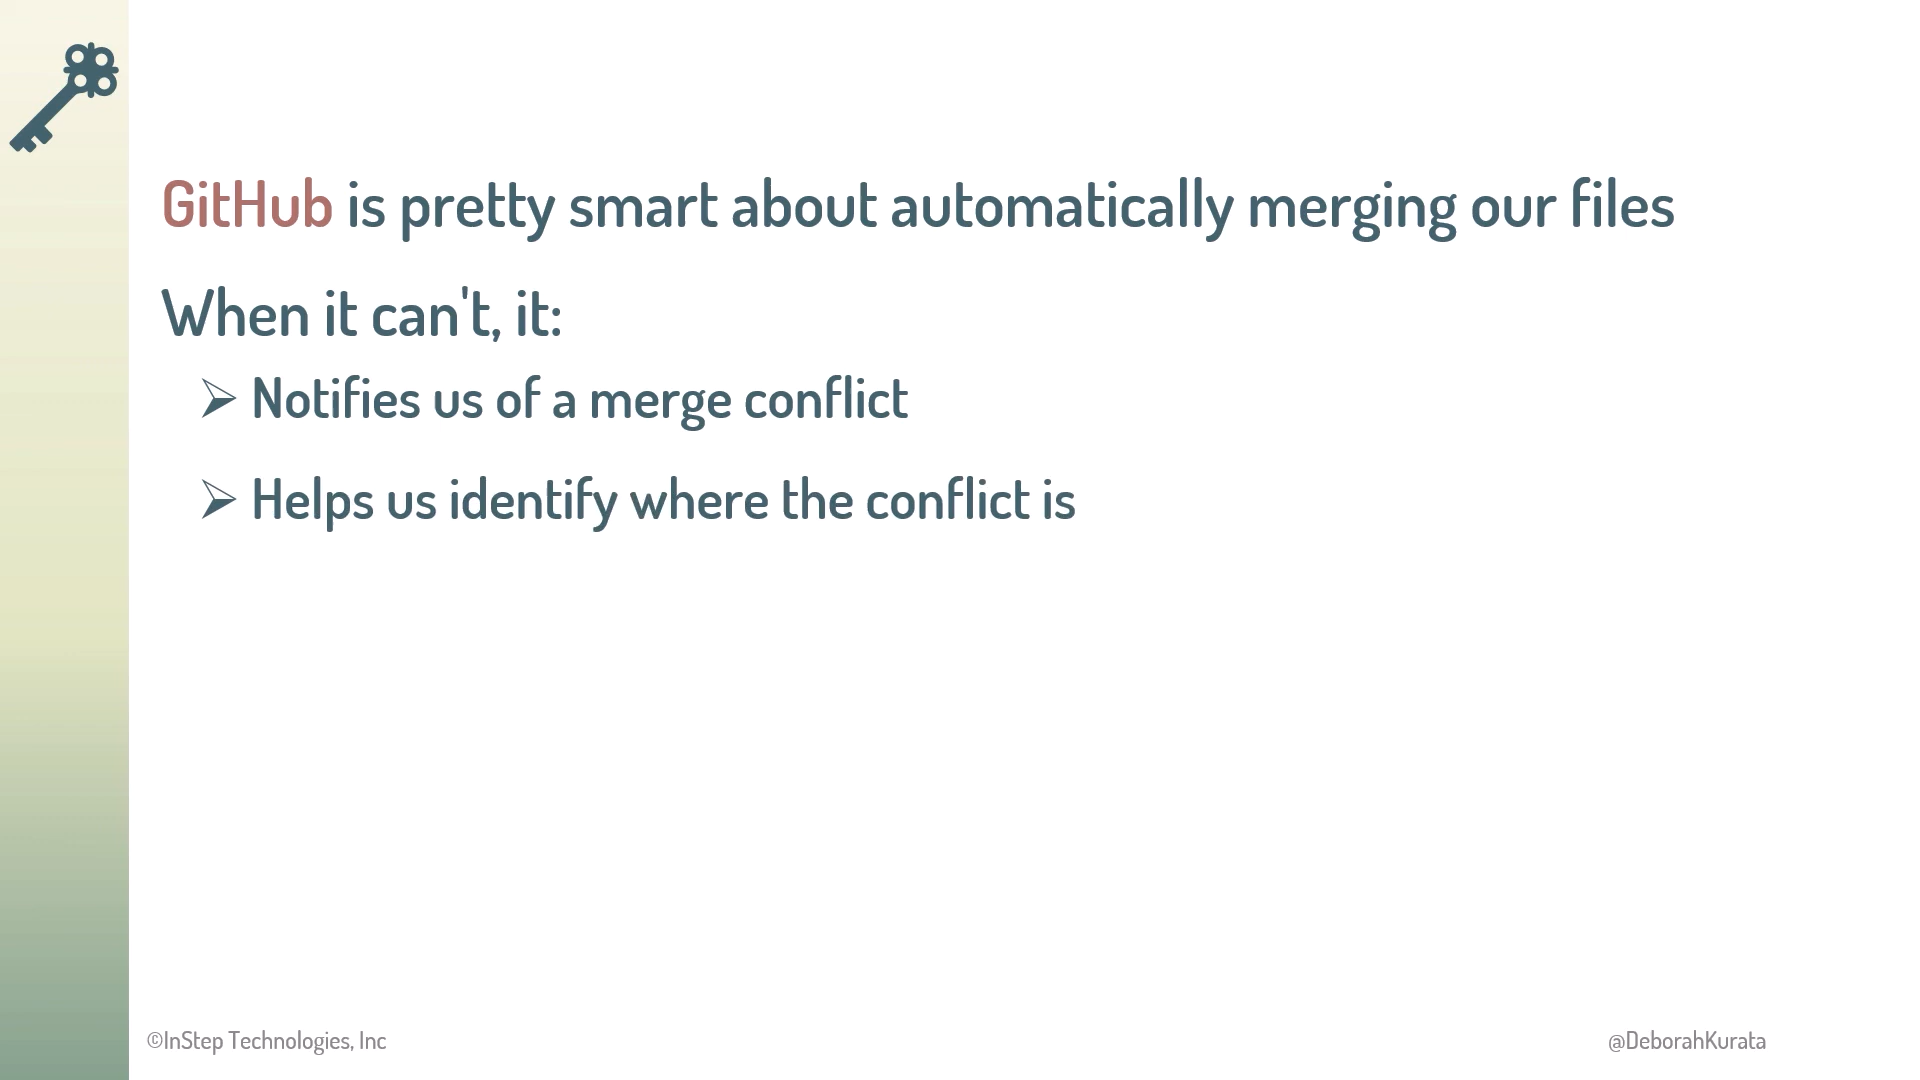 GitHub is pretty smart about automatically merging our files
When it can't, it:
➢ Notifies us of a merge conflict
➢ Helps us identify where the conflict is
©InStep Technologies, Inc
@DeborahKurata